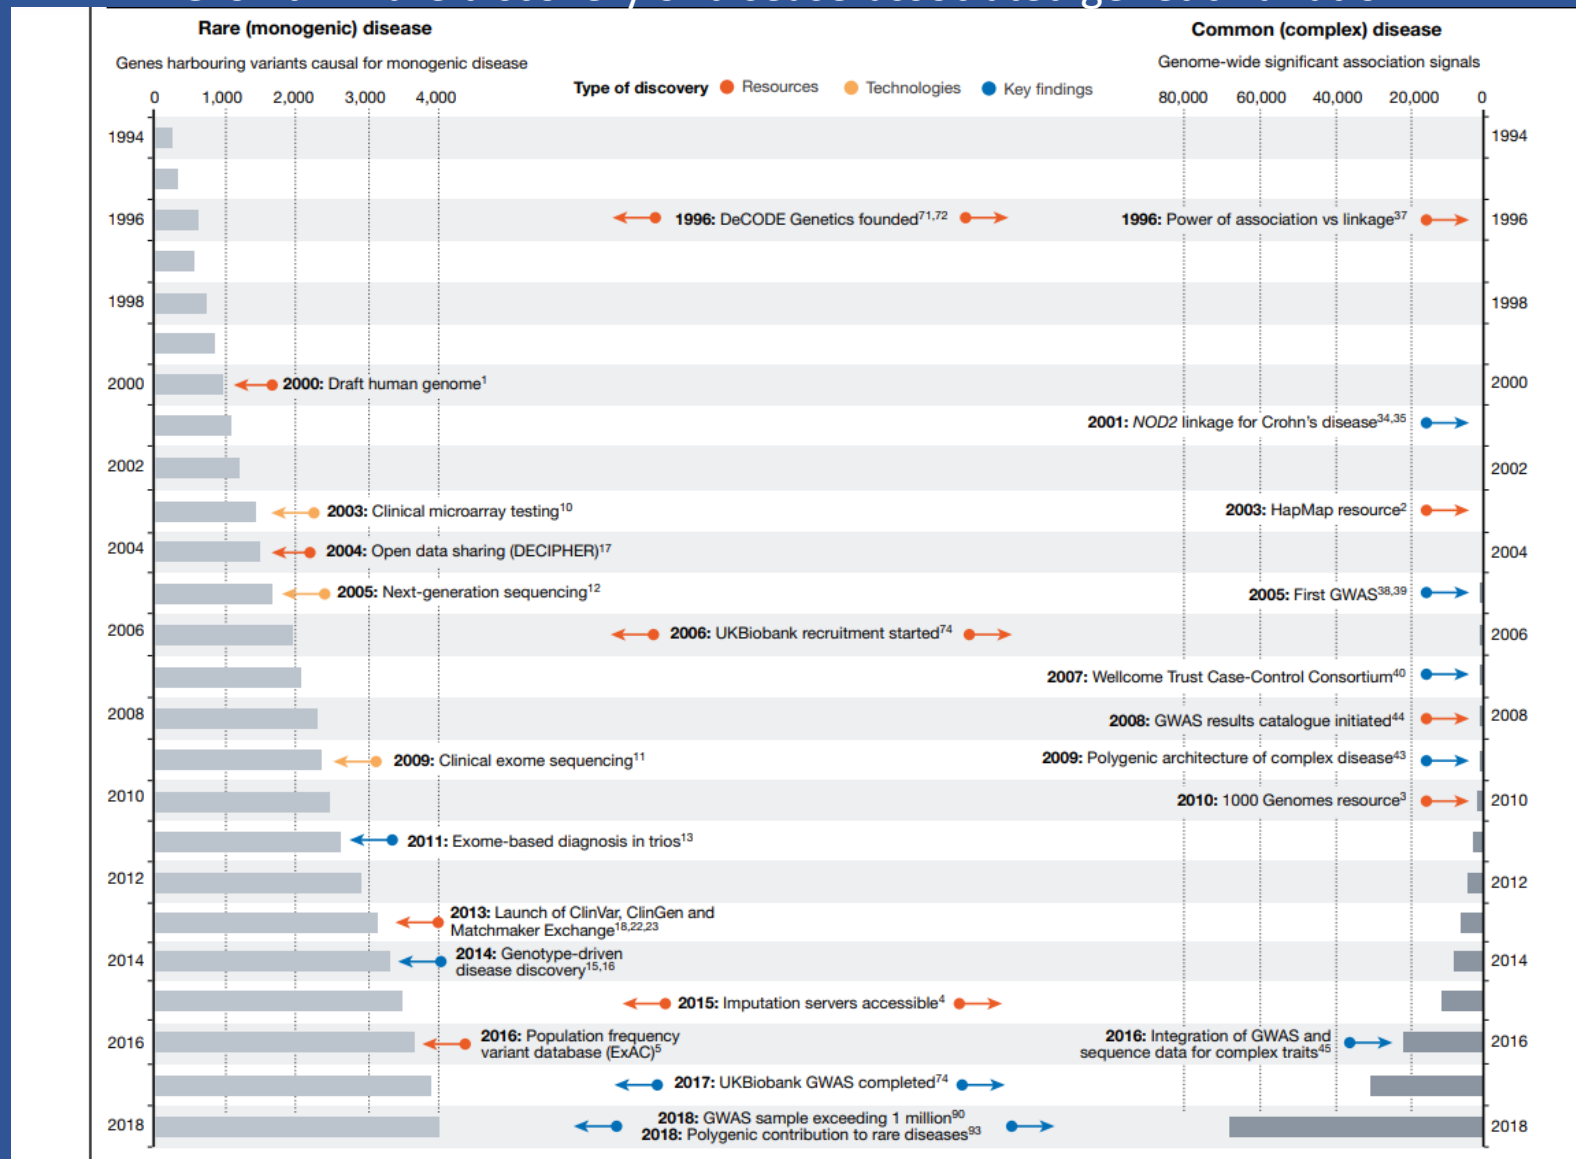 Rare (monogenic) disease
Common (complex) disease
Genes harbouring variants causal for monogenic disease
Genome-wide significant association signals
Type of discovery Resources Technologies Key findings
0 1,000 2,000 3,000 4,000
80,000 60,000 40,000 20,000 0
1994 1994
1996 1996: DeCODE Genetics founded71,72 1996: Power of association vs linkage37 1996
1998 1998
2000 2000: Draft human genome1 2000
2001: NOD2 linkage for Crohn's disease34,35
2002 2002
2003: Clinical microarray testing10 2003: HapMap resource2
2004 2004: Open data sharing (DECIPHER)17 2004
2005: Next-generation sequencing12 2005: First GWAS38,39
2006 2006: UKBiobank recruitment started74 2006
2007: Wellcome Trust Case-Control Consortium40
2008 2008: GWAS results catalogue initiated44 2008
2009: Clinical exome sequencing11 2009: Polygenic architecture of complex disease43
2010 2010: 1000 Genomes resource3 2010
2011: Exome-based diagnosis in trios13
2012 2012
2013: Launch of ClinVar, ClinGen and
Matchmaker Exchange18,22,23
2014 2014: Genotype-driven 2014
disease discovery15,16
2015: Imputation servers accessible4
2016 2016: Population frequency 2016: Integration of GWAS and 2016
variant database (ExAC)5 sequence data for complex traits45
2017: UKBiobank GWAS completed74
2018 2018: GWAS sample exceeding 1 million90 2018
2018: Polygenic contribution to rare diseases93